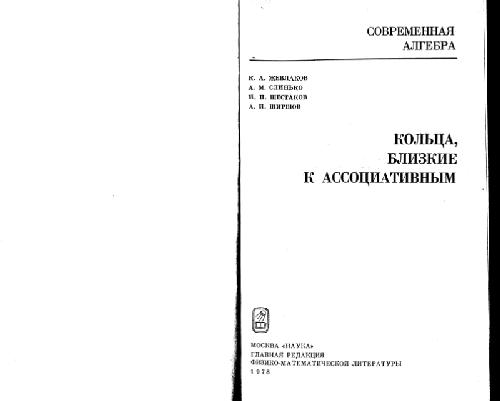 СОВРЕМЕННАЯ
АЛГЕБРА
К. А. ЖЕВЛАКОВ
А. М. СЛИНЬКО
И. П. ШЕСТАКОВ
А. И. ШИРШОВ
КОЛЬЦА,
БЛИЗКИЕ
К АССОЦИАТИВНЫМ
МОСКВА «НАУКА»
ГЛАВНАЯ РЕДАКЦИЯ
ФИЗИКО-МАТЕМАТИЧЕСКОЙ ЛИТЕРАТУРЫ
1978